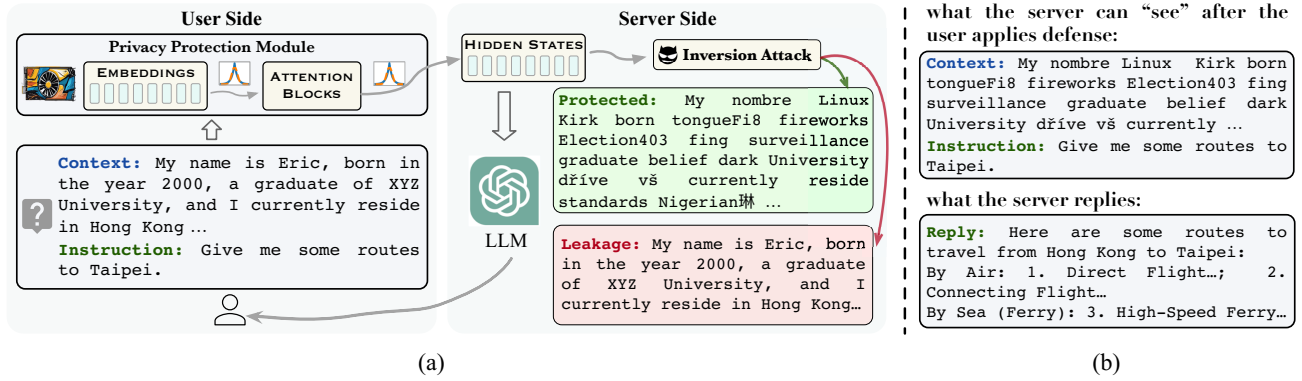 User Side
Privacy Protection Module
EMBEDDINGS
ATTENTION
BLOCKS
Context: My name is Eric, born in
the year 2000, a graduate of XYZ
University, and I currently reside
in Hong Kong ...
Instruction: Give me some routes
to Taipei.
?
Server Side
HIDDEN STATES
Inversion Attack
LLM
Protected: My nombre Linux
Kirk born tongueFi8 fireworks
Election403 fing surveillance
graduate belief dark University
dříve vš currently reside
standards Nigerian琳 ...
Leakage: My name is Eric, born
in the year 2000, a graduate
of XYZ University, and I
currently reside in Hong Kong…
(a)
what the server can “see” after the
user applies defense:
Context: My nombre Linux Kirk born
tongueFi8 fireworks Election403 fing
surveillance graduate belief dark
University dříve vš currently ...
Instruction: Give me some routes to
Taipei.
what the server replies:
Reply: Here are some routes to
travel from Hong Kong to Taipei:
By Air: 1. Direct Flight…; 2.
Connecting Flight…
By Sea (Ferry): 3. High-Speed Ferry…
(b)